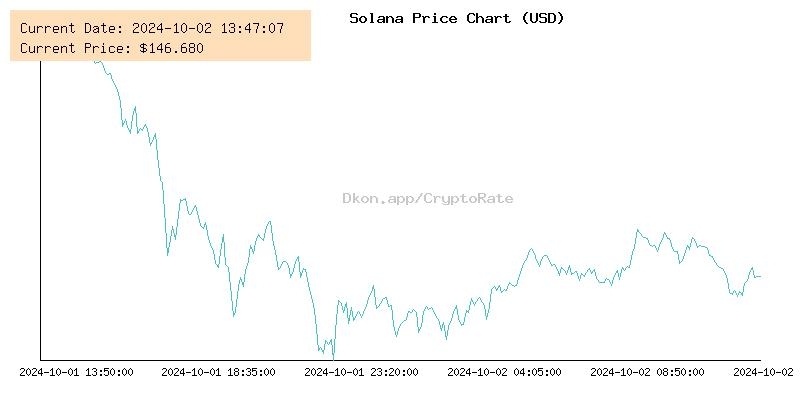 Solana Price Chart (USD)
Current Date: 2024-10-02 13:47:07
Current Price: $146.680
Dkon.app/CryptoRate
2024-10-01 13:50:00 2024-10-01 18:35:00 2024-10-01 23:20:00 2024-10-02 04:05:00 2024-10-02 08:50:00 2024-10-02